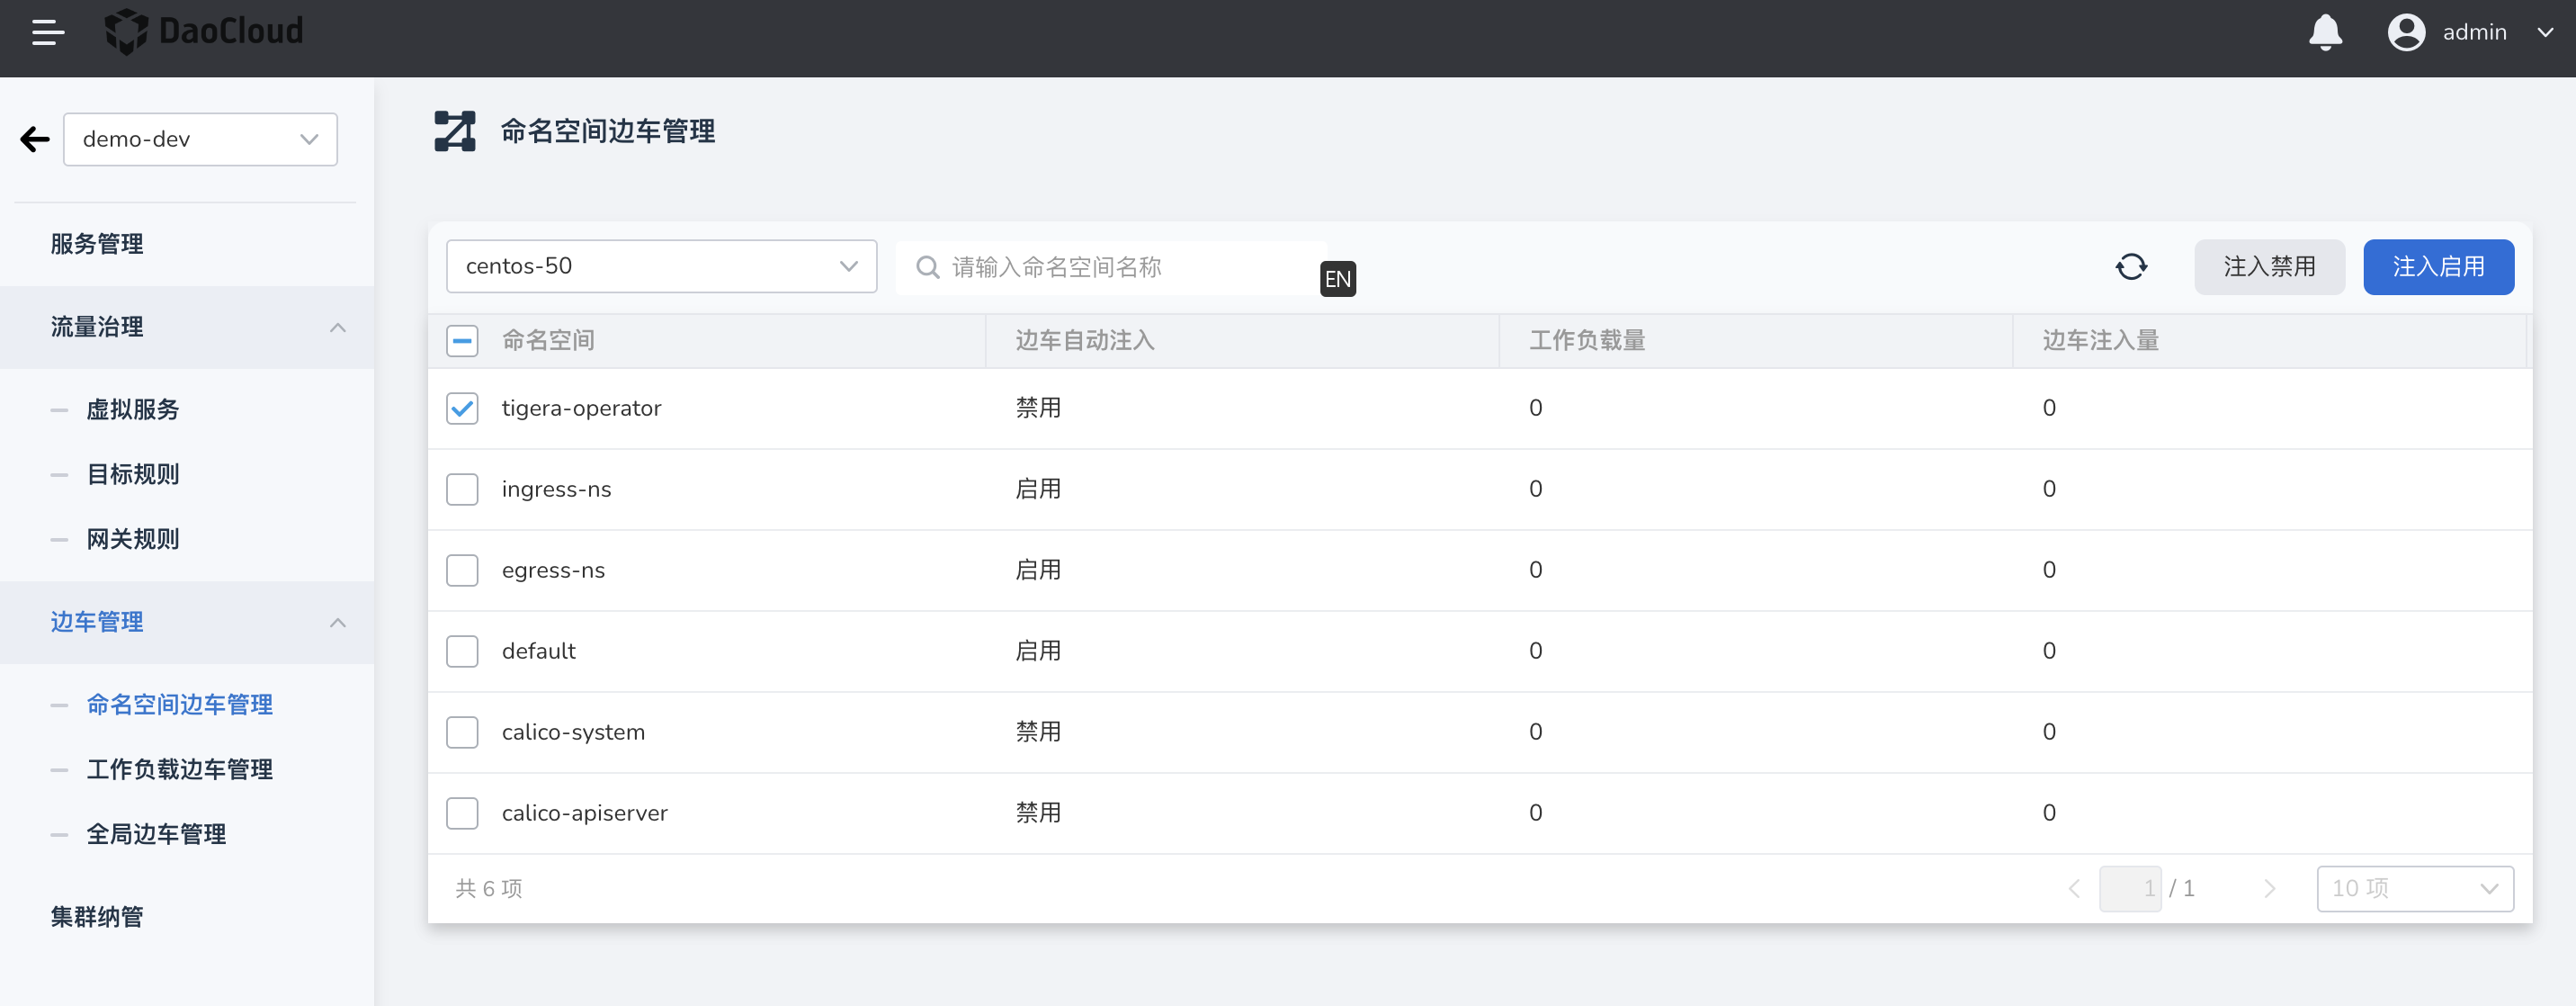 DaoCloud
admin
demo-dev
命名空间边车管理
服务管理
流量治理
虚拟服务
目标规则
网关规则
边车管理
命名空间边车管理
工作负载边车管理
全局边车管理
集群纳管
centos-50
请输入命名空间名称
EN
注入禁用
注入启用
命名空间 边车自动注入 工作负载量 边车注入量
tigera-operator 禁用 0 0
ingress-ns 启用 0 0
egress-ns 启用 0 0
default 启用 0 0
calico-system 禁用 0 0
calico-apiserver 禁用 0 0
共 6 项
1 / 1
10 项